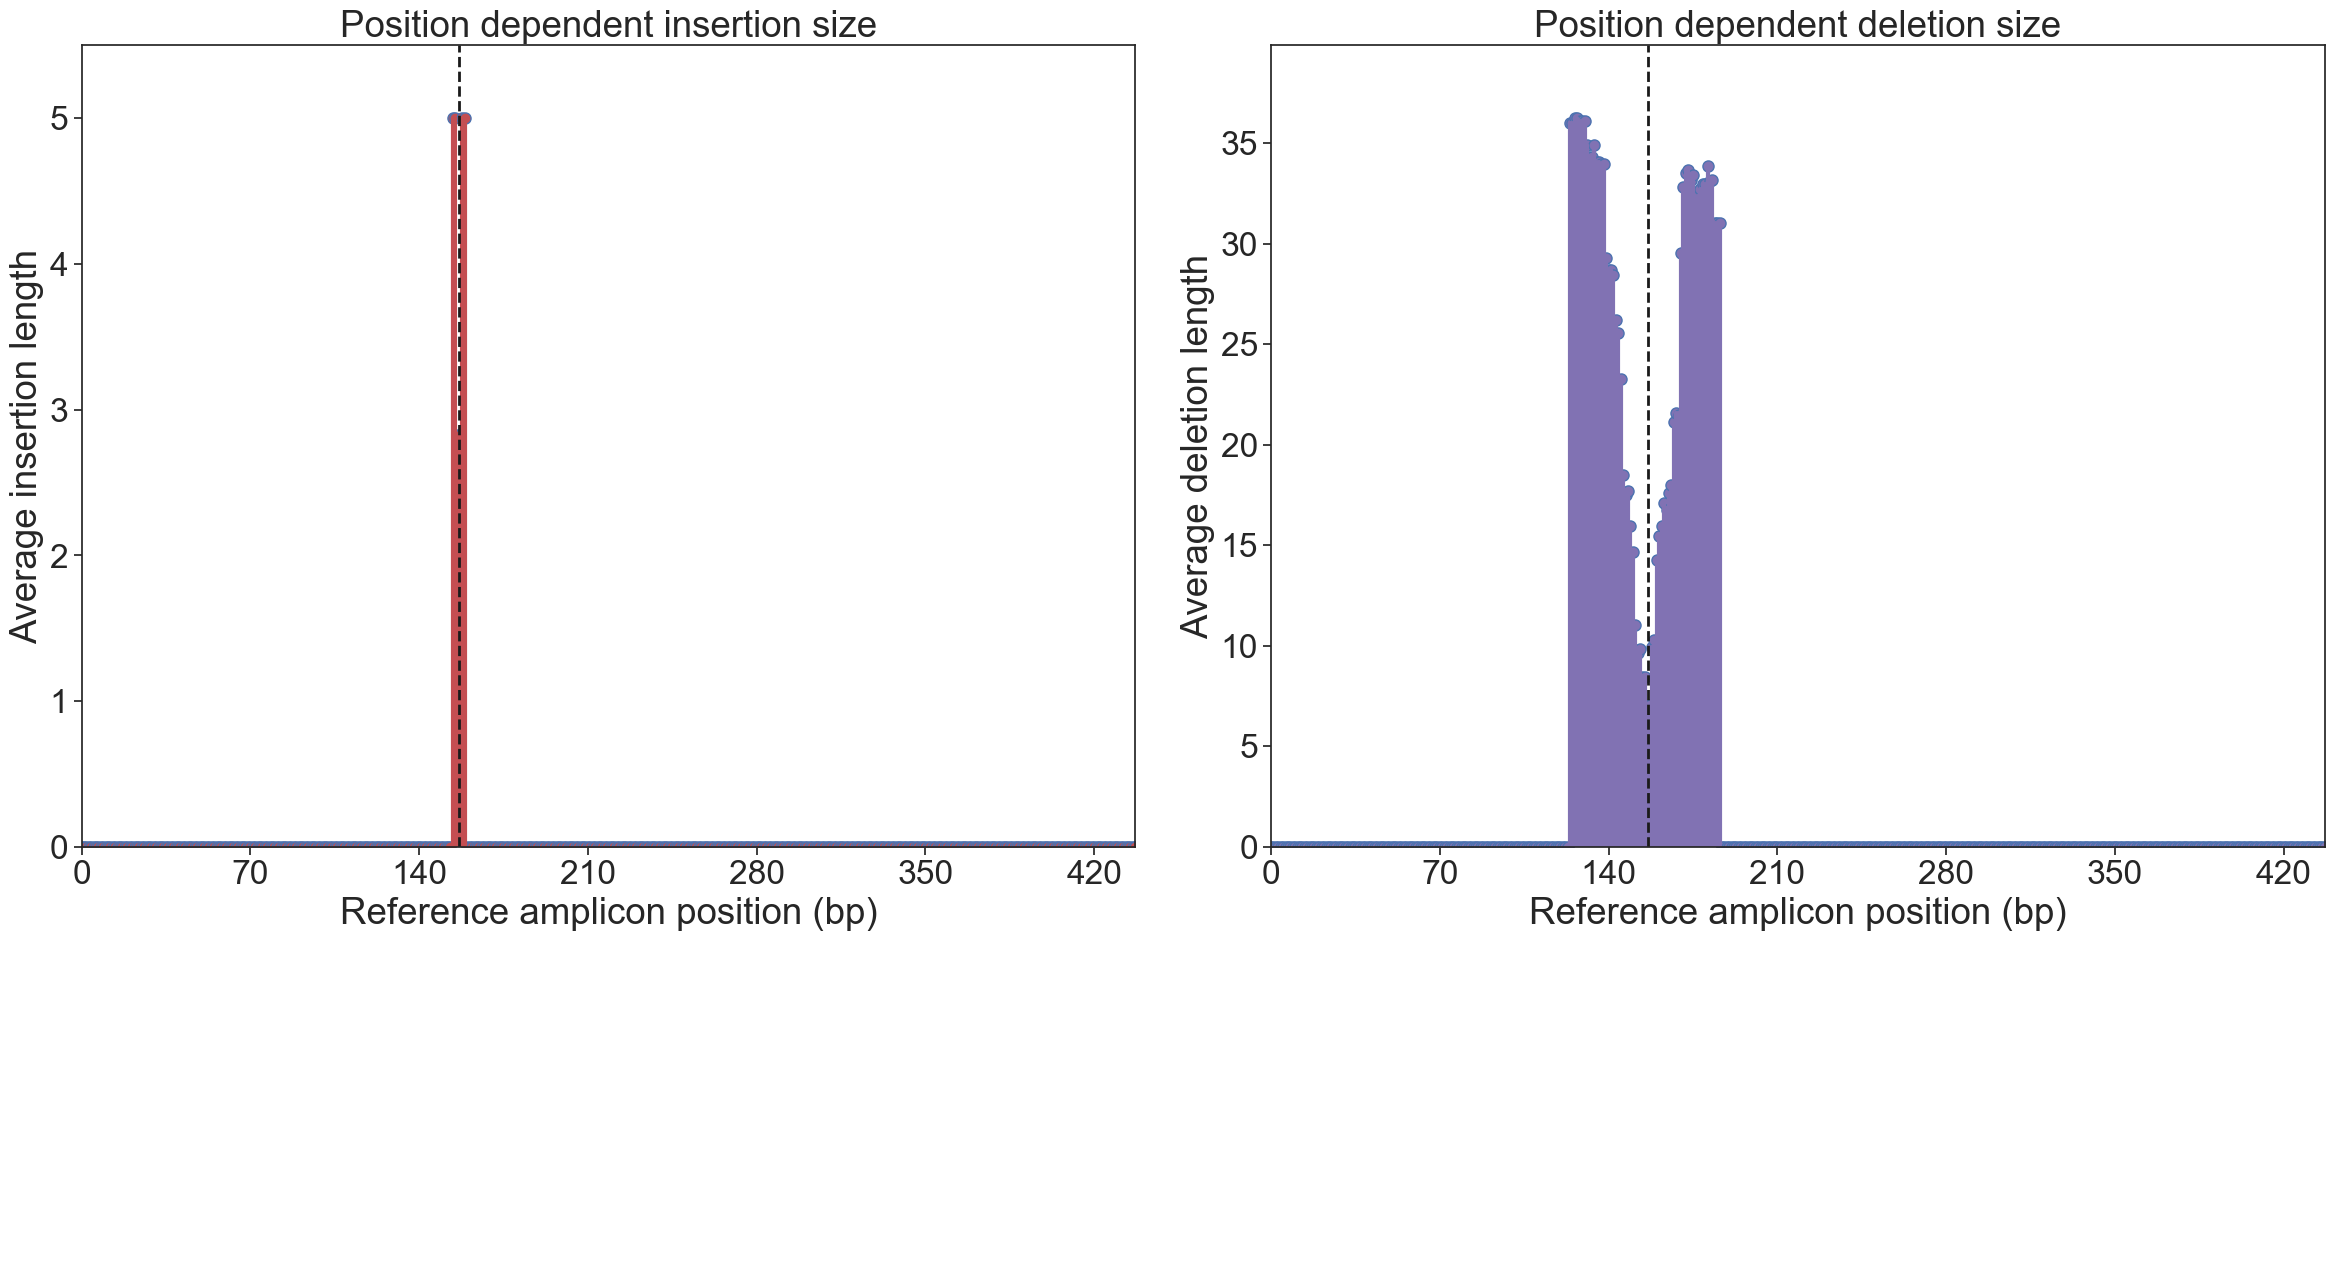 Position dependent insertion size
Average insertion length
5
4
3
2
1
0
0 70 140 210 280 350 420
Reference amplicon position (bp)
Position dependent deletion size
Average deletion length
35
30
25
20
15
10
5
0
0 70 140 210 280 350 420
Reference amplicon position (bp)